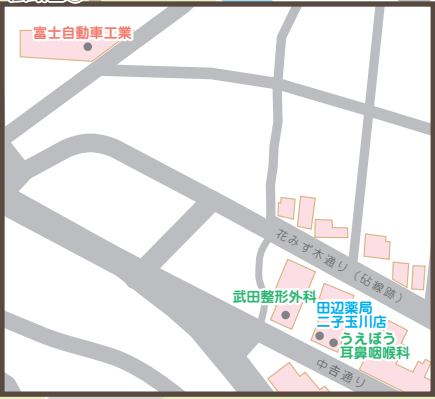 富士自動車工業
花みず木通り（砧線跡）
武田整形外科
田辺薬局
二子玉川店
うえぼう
耳鼻咽喉科
中吉通り